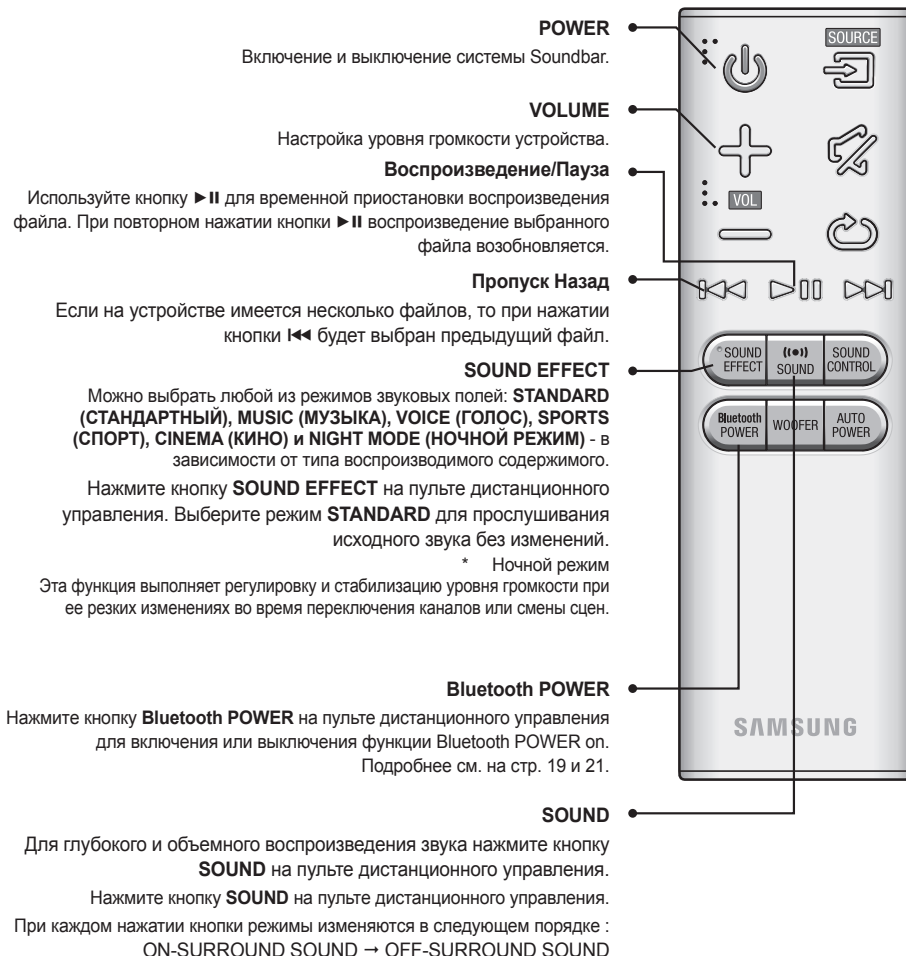 POWER
Включение и выключение системы Soundbar.
VOLUME
Настройка уровня громкости устройства.
Воспроизведение/Пауза
Используйте кнопку ►II для временной приостановки воспроизведения
файла. При повторном нажатии кнопки ►II воспроизведение выбранного
файла возобновляется.
Пропуск Назад
Если на устройстве имеется несколько файлов, то при нажатии
кнопки I◄◄ будет выбран предыдущий файл.
SOUND EFFECT
Можно выбрать любой из режимов звуковых полей: STANDARD
(СТАНДАРТНЫЙ), MUSIC (МУЗЫКА), VOICE (ГОЛОС), SPORTS
(СПОРТ), CINEMA (КИНО) и NIGHT MODE (НОЧНОЙ РЕЖИМ) - в
зависимости от типа воспроизводимого содержимого.
Нажмите кнопку SOUND EFFECT на пульте дистанционного
управления. Выберите режим STANDARD для прослушивания
исходного звука без изменений.
* Ночной режим
Эта функция выполняет регулировку и стабилизацию уровня громкости при
ее резких изменениях во время переключения каналов или смены сцен.
Bluetooth POWER
Нажмите кнопку Bluetooth POWER на пульте дистанционного управления
для включения или выключения функции Bluetooth POWER on.
Подробнее см. на стр. 19 и 21.
SOUND
Для глубокого и объемного воспроизведения звука нажмите кнопку
SOUND на пульте дистанционного управления.
Нажмите кнопку SOUND на пульте дистанционного управления.
При каждом нажатии кнопки режимы изменяются в следующем порядке :
ON-SURROUND SOUND → OFF-SURROUND SOUND
SOURCE
VOL
SOUND
EFFECT
SOUND
SOUND
CONTROL
Bluetooth
POWER
WOOFER
AUTO
POWER
SAMSUNG